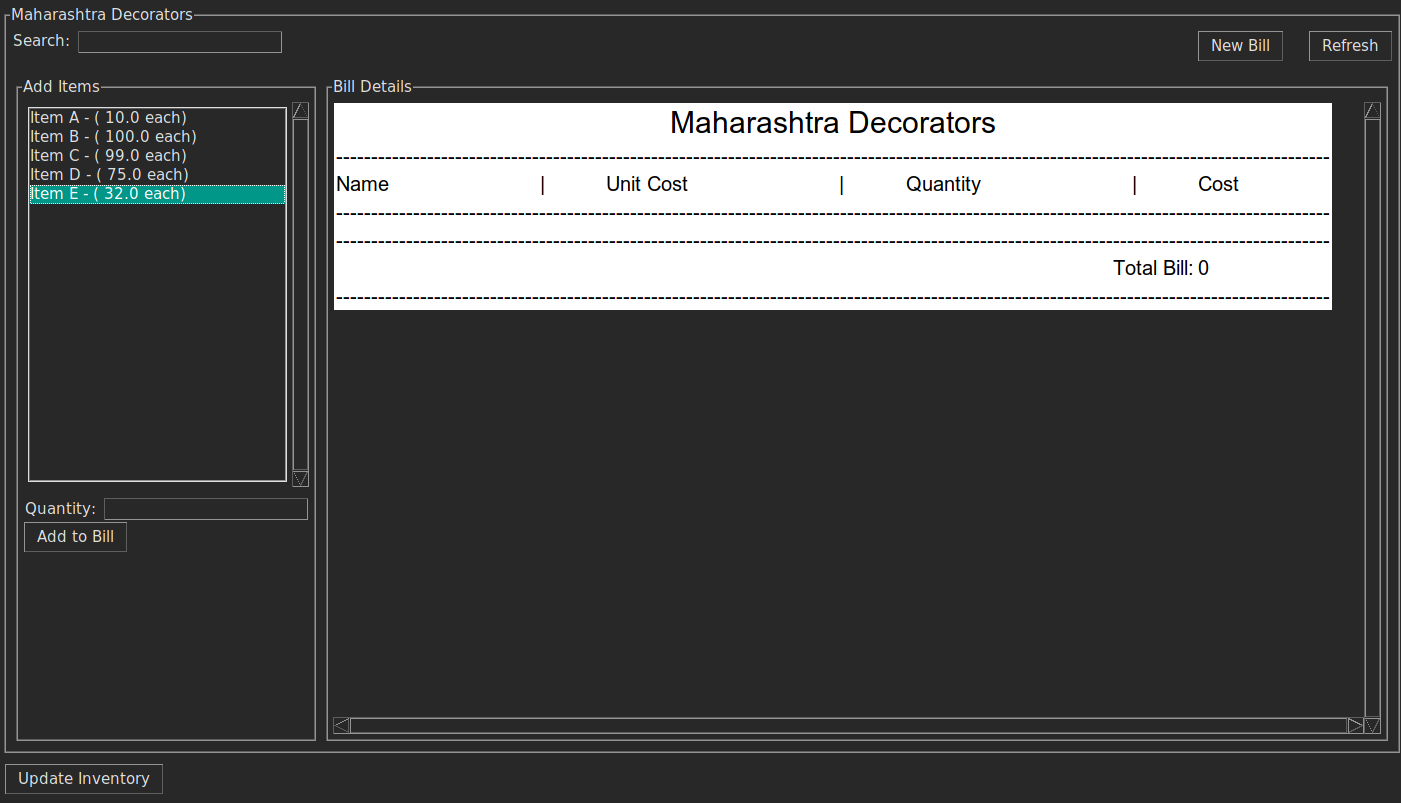 Maharashtra Decorators
Search:
New Bill
Refresh
Add Items
Item A - ( 10.0 each)
Item B - ( 100.0 each)
Item C - ( 99.0 each)
Item D - ( 75.0 each)
Item E - ( 32.0 each)
Quantity:
Add to Bill
Bill Details
Maharashtra Decorators
Name | Unit Cost | Quantity | Cost
Total Bill: 0
Update Inventory